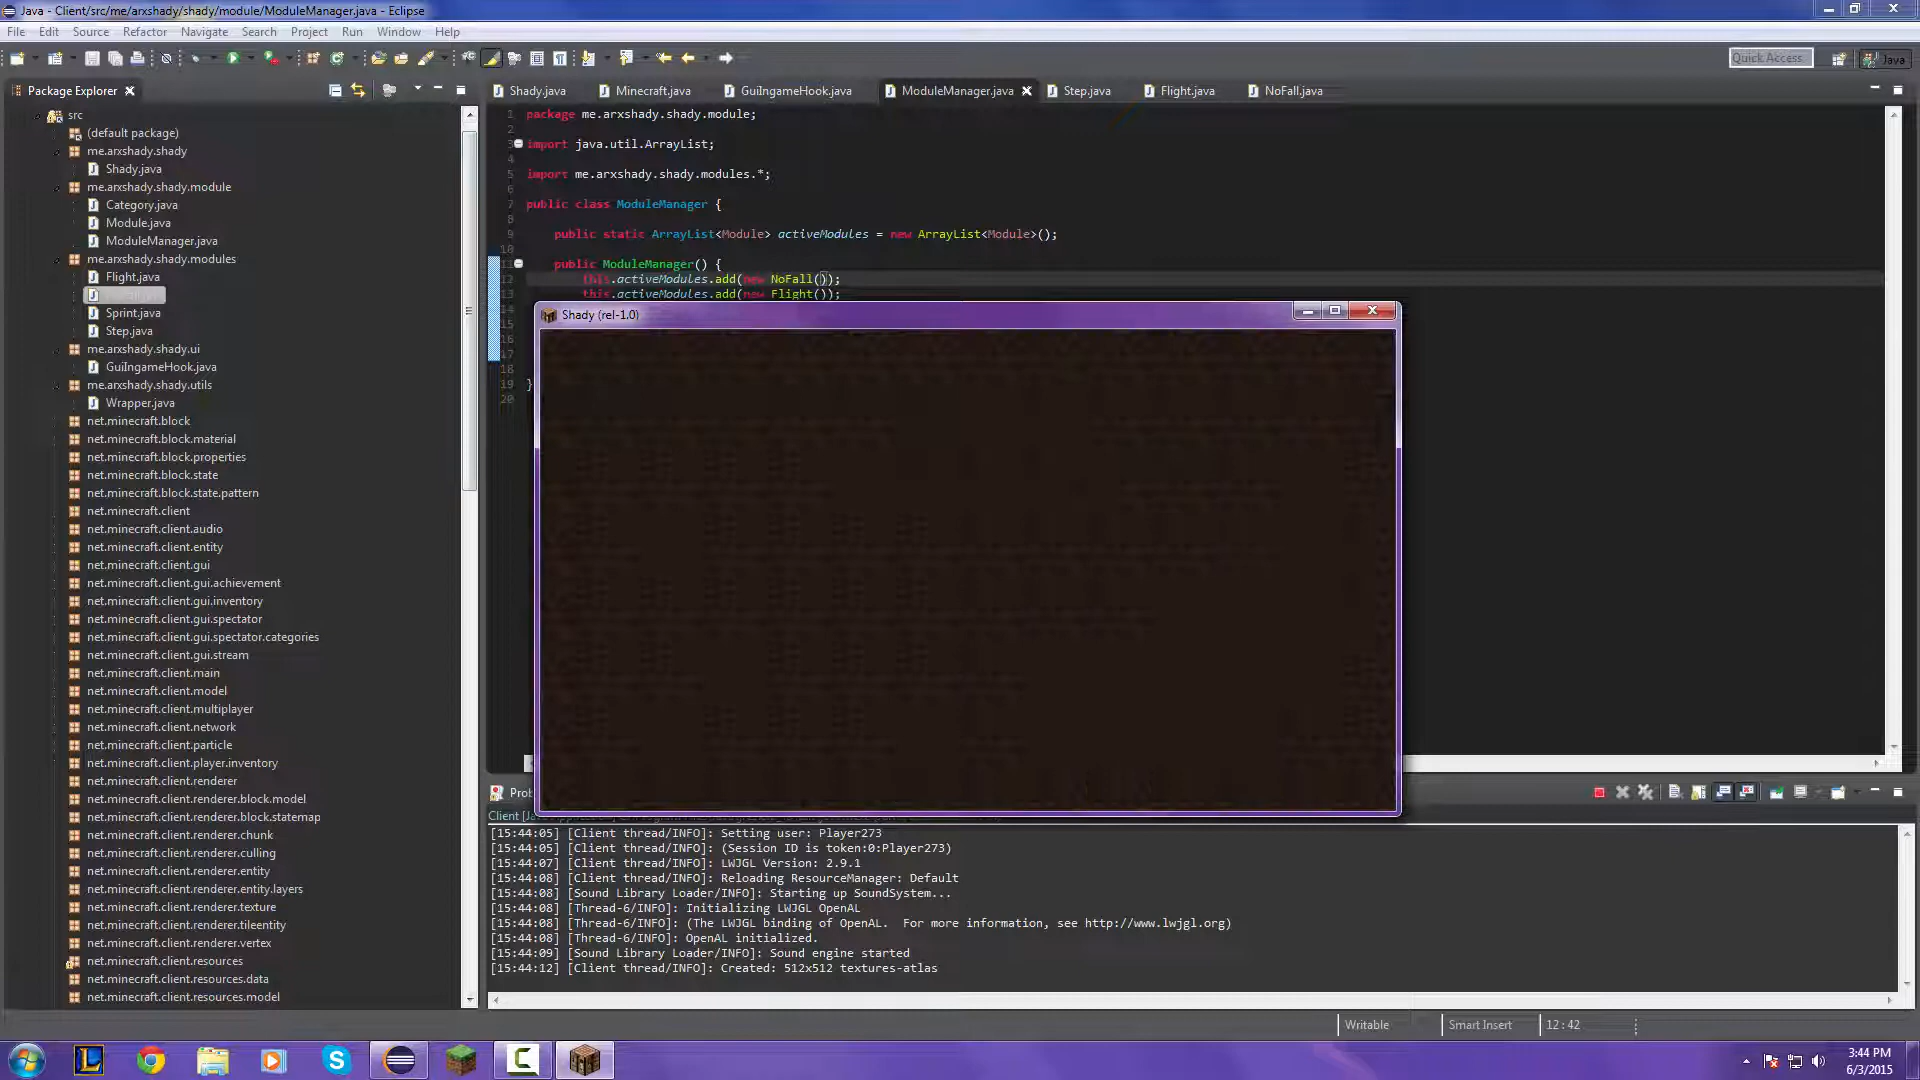 Java - Client/src/me/arxshady/shady/module/ModuleManager.java - Eclipse
File Edit Source Refactor Navigate Search Project Run Window Help
Quick Access
Java
Package Explorer
src
(default package)
me.arxshady.shady
Shady.java
me.arxshady.shady.module
Category.java
Module.java
ModuleManager.java
me.arxshady.shady.modules
Flight.java
Sprint.java
Step.java
me.arxshady.shady.ui
GuiIngameHook.java
me.arxshady.shady.utils
Wrapper.java
net.minecraft.block
net.minecraft.block.material
net.minecraft.block.properties
net.minecraft.block.state
net.minecraft.block.state.pattern
net.minecraft.client
net.minecraft.client.audio
net.minecraft.client.entity
net.minecraft.client.gui
net.minecraft.client.gui.achievement
net.minecraft.client.gui.inventory
net.minecraft.client.gui.spectator
net.minecraft.client.gui.spectator.categories
net.minecraft.client.gui.stream
net.minecraft.client.main
net.minecraft.client.model
net.minecraft.client.multiplayer
net.minecraft.client.network
net.minecraft.client.particle
net.minecraft.client.player.inventory
net.minecraft.client.renderer
net.minecraft.client.renderer.block.model
net.minecraft.client.renderer.block.statemap
net.minecraft.client.renderer.chunk
net.minecraft.client.renderer.culling
net.minecraft.client.renderer.entity
net.minecraft.client.renderer.entity.layers
net.minecraft.client.renderer.texture
net.minecraft.client.renderer.tileentity
net.minecraft.client.renderer.vertex
net.minecraft.client.resources
net.minecraft.client.resources.data
net.minecraft.client.resources.model
Shady.java Minecraft.java GuiIngameHook.java ModuleManager.java Step.java Flight.java NoFall.java
1 package me.arxshady.shady.module;
2
3 import java.util.ArrayList;
4
5 import me.arxshady.shady.modules.*;
6
7 public class ModuleManager {
8
9 public static ArrayList<Module> activeModules = new ArrayList<Module>();
10
11 public ModuleManager() {
12 this.activeModules.add(new NoFall());
this.activeModules.add(new Flight());
18
19 }
20
Shady (rel-1.0)
Prob
Client
[15:44:05] [Client thread/INFO]: Setting user: Player273
[15:44:05] [Client thread/INFO]: (Session ID is token:0:Player273)
[15:44:07] [Client thread/INFO]: LWJGL Version: 2.9.1
[15:44:08] [Client thread/INFO]: Reloading ResourceManager: Default
[15:44:08] [Sound Library Loader/INFO]: Starting up SoundSystem...
[15:44:08] [Thread-6/INFO]: Initializing LWJGL OpenAL
[15:44:08] [Thread-6/INFO]: (The LWJGL binding of OpenAL. For more information, see http://www.lwjgl.org)
[15:44:08] [Thread-6/INFO]: OpenAL initialized.
[15:44:09] [Sound Library Loader/INFO]: Sound engine started
[15:44:12] [Client thread/INFO]: Created: 512x512 textures-atlas
Writable Smart Insert 12 : 42
3:44 PM
6/3/2015